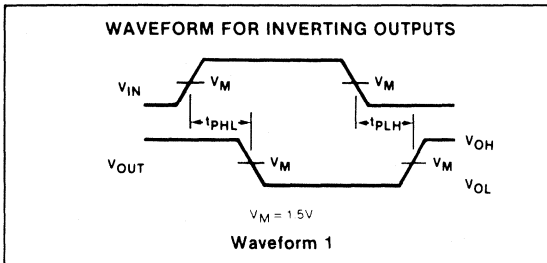 WAVEFORM FOR INVERTING OUTPUTS
VIN
VM
VM
tPHL
tPLH
VOUT
VOH
VM
VM
VOL
VM = 1 5V
Waveform 1